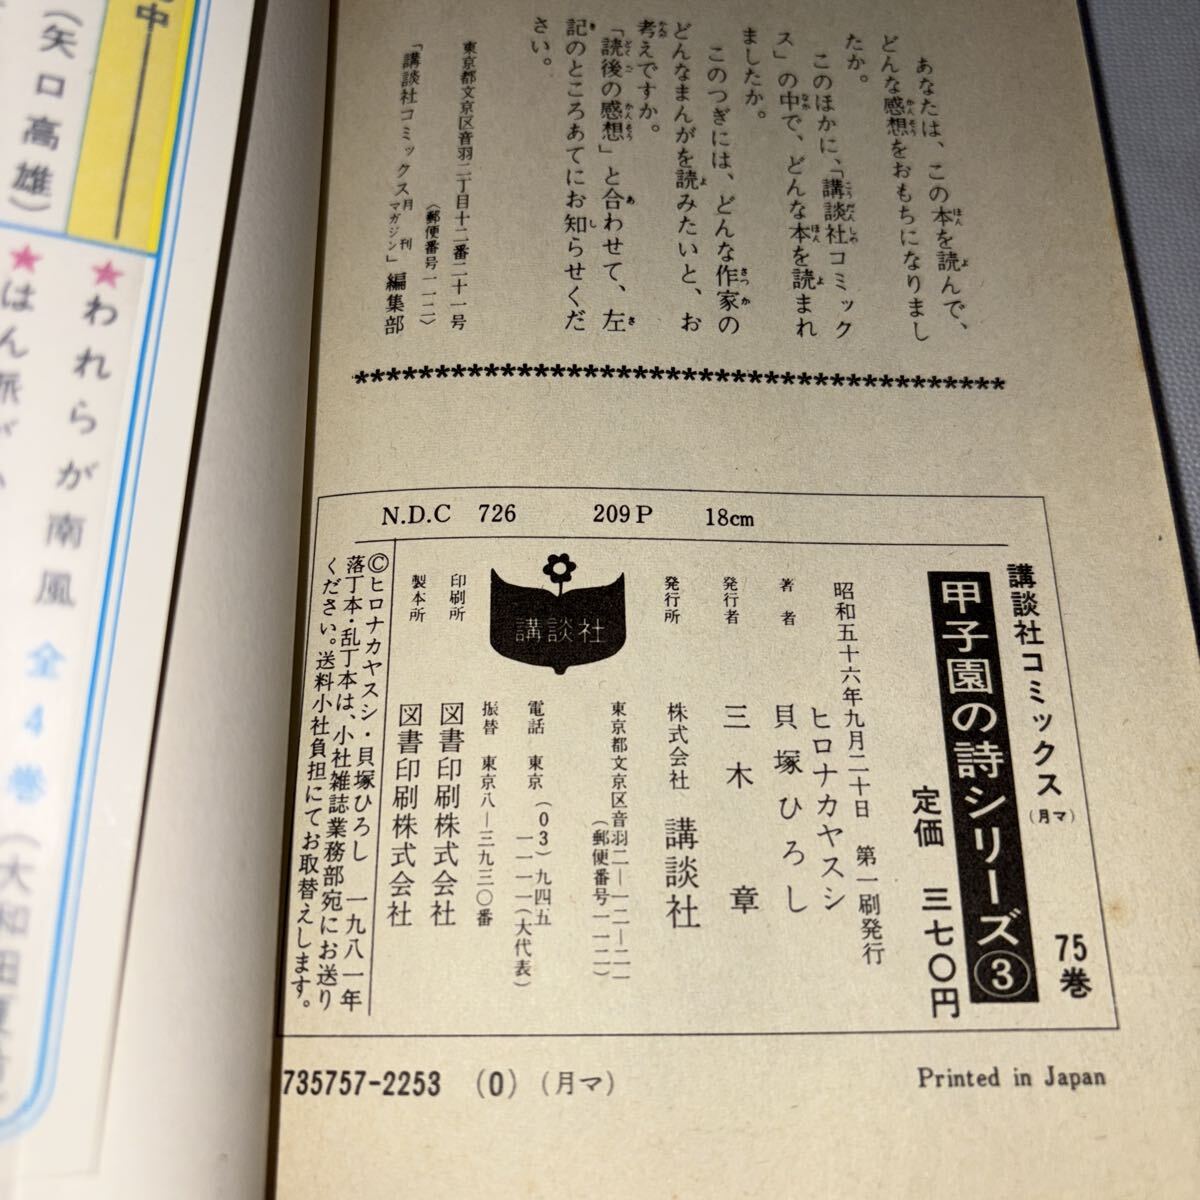 あなたは、この本を読んで、
どんな感想をおもちになりまし
たか。
このほかに、「講談社コミック
ス」の中で、どんな本を読まれ
ましたか。
このつぎには、どんな作家の
どんなまんがを読みたいと、お
考えですか。
「読後の感想」と合わせて、左
記のところあてにお知らせくだ
さい。
東京都文京区音羽二丁目十二番二十一号
(郵便番号一一二)
「講談社コミックス月刊マガジン」編集部
***************************************
N.D.C 726 209P 18cm
講談社コミックス(月マ) 75巻
甲子園の詩シリーズ③
定価 三七〇円
昭和五十六年九月二十日 第一刷発行
著者 ヒロナカヤスシ
貝塚ひろし
発行者 三木章
発行所 株式会社 講談社
東京都文京区音羽二―一二―二一
(郵便番号一一二)
電話 東京(03)九四五
一一一一(大代表)
振替 東京八―三九三〇番
講談社
印刷所 図書印刷株式会社
製本所 図書印刷株式会社
©ヒロナカヤスシ・貝塚ひろし 一九八一年
落丁本・乱丁本は、小社雑誌業務部宛にお送り
ください。送料小社負担にてお取替えします。
735757-2253 (0) (月マ)
Printed in Japan
中
(矢口高雄)
★われらが南風 全4巻 (大和田夏希)
★はん派が